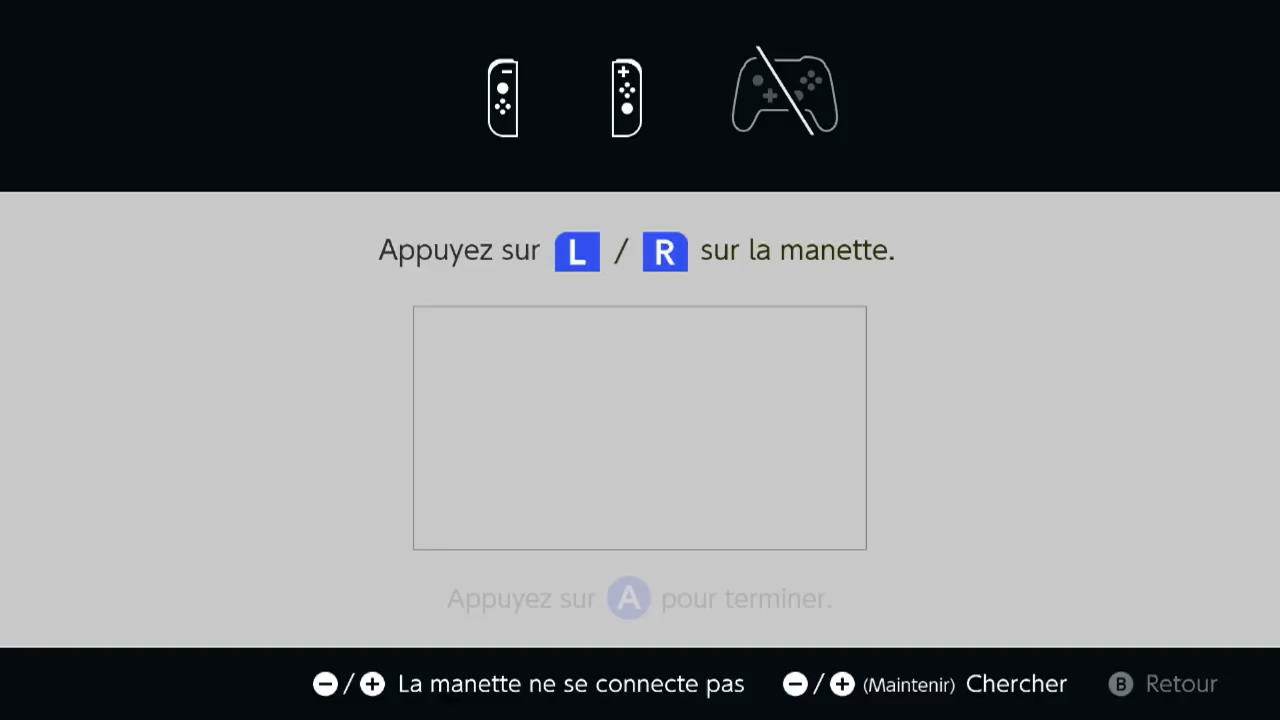 Appuyez sur L / R sur la manette.
Appuyez sur A pour terminer.
−/+ La manette ne se connecte pas −/+ (Maintenir) Chercher B Retour